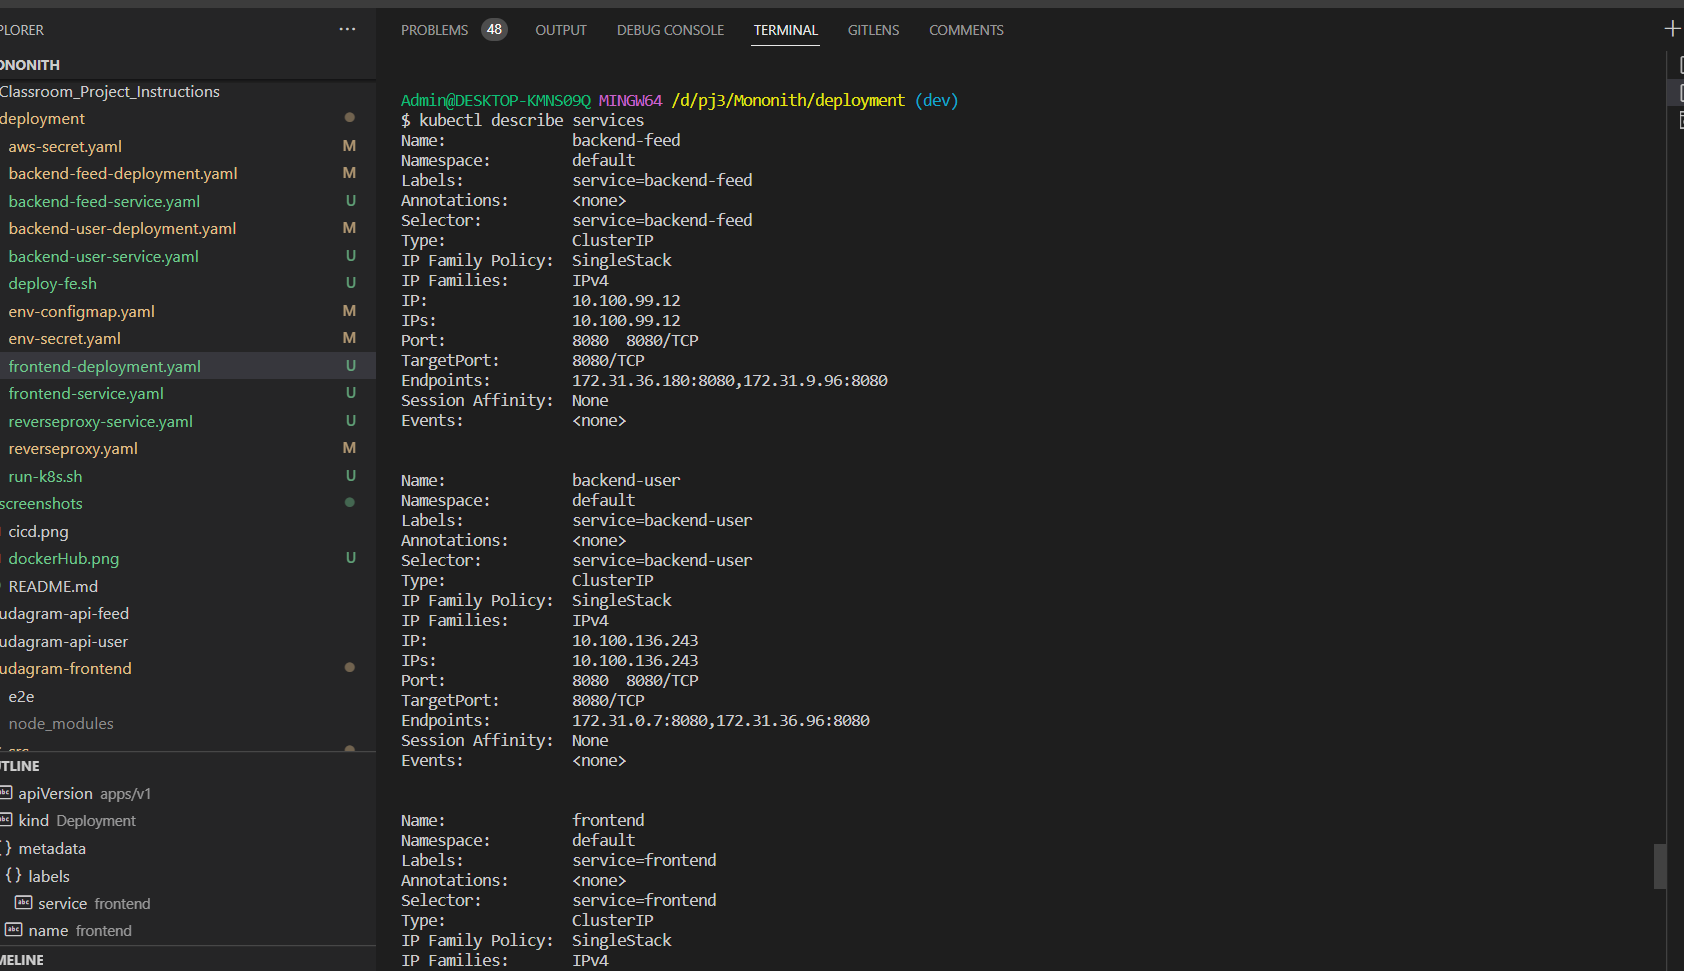 PLORER
ONONITH
Classroom_Project_Instructions
deployment
aws-secret.yaml M
backend-feed-deployment.yaml M
backend-feed-service.yaml U
backend-user-deployment.yaml M
backend-user-service.yaml U
deploy-fe.sh U
env-configmap.yaml M
env-secret.yaml M
frontend-deployment.yaml U
frontend-service.yaml U
reverseproxy-service.yaml U
reverseproxy.yaml M
run-k8s.sh U
screenshots
cicd.png
dockerHub.png U
README.md
udagram-api-feed
udagram-api-user
udagram-frontend
e2e
node_modules
src
UTLINE
apiVersion apps/v1
kind Deployment
{} metadata
{} labels
service frontend
name frontend
MELINE
PROBLEMS 48 OUTPUT DEBUG CONSOLE TERMINAL GITLENS COMMENTS
Admin@DESKTOP-KMNS09Q MINGW64 /d/pj3/Mononith/deployment (dev)
$ kubectl describe services
Name: backend-feed
Namespace: default
Labels: service=backend-feed
Annotations: <none>
Selector: service=backend-feed
Type: ClusterIP
IP Family Policy: SingleStack
IP Families: IPv4
IP: 10.100.99.12
IPs: 10.100.99.12
Port: 8080 8080/TCP
TargetPort: 8080/TCP
Endpoints: 172.31.36.180:8080,172.31.9.96:8080
Session Affinity: None
Events: <none>
Name: backend-user
Namespace: default
Labels: service=backend-user
Annotations: <none>
Selector: service=backend-user
Type: ClusterIP
IP Family Policy: SingleStack
IP Families: IPv4
IP: 10.100.136.243
IPs: 10.100.136.243
Port: 8080 8080/TCP
TargetPort: 8080/TCP
Endpoints: 172.31.0.7:8080,172.31.36.96:8080
Session Affinity: None
Events: <none>
Name: frontend
Namespace: default
Labels: service=frontend
Annotations: <none>
Selector: service=frontend
Type: ClusterIP
IP Family Policy: SingleStack
IP Families: IPv4